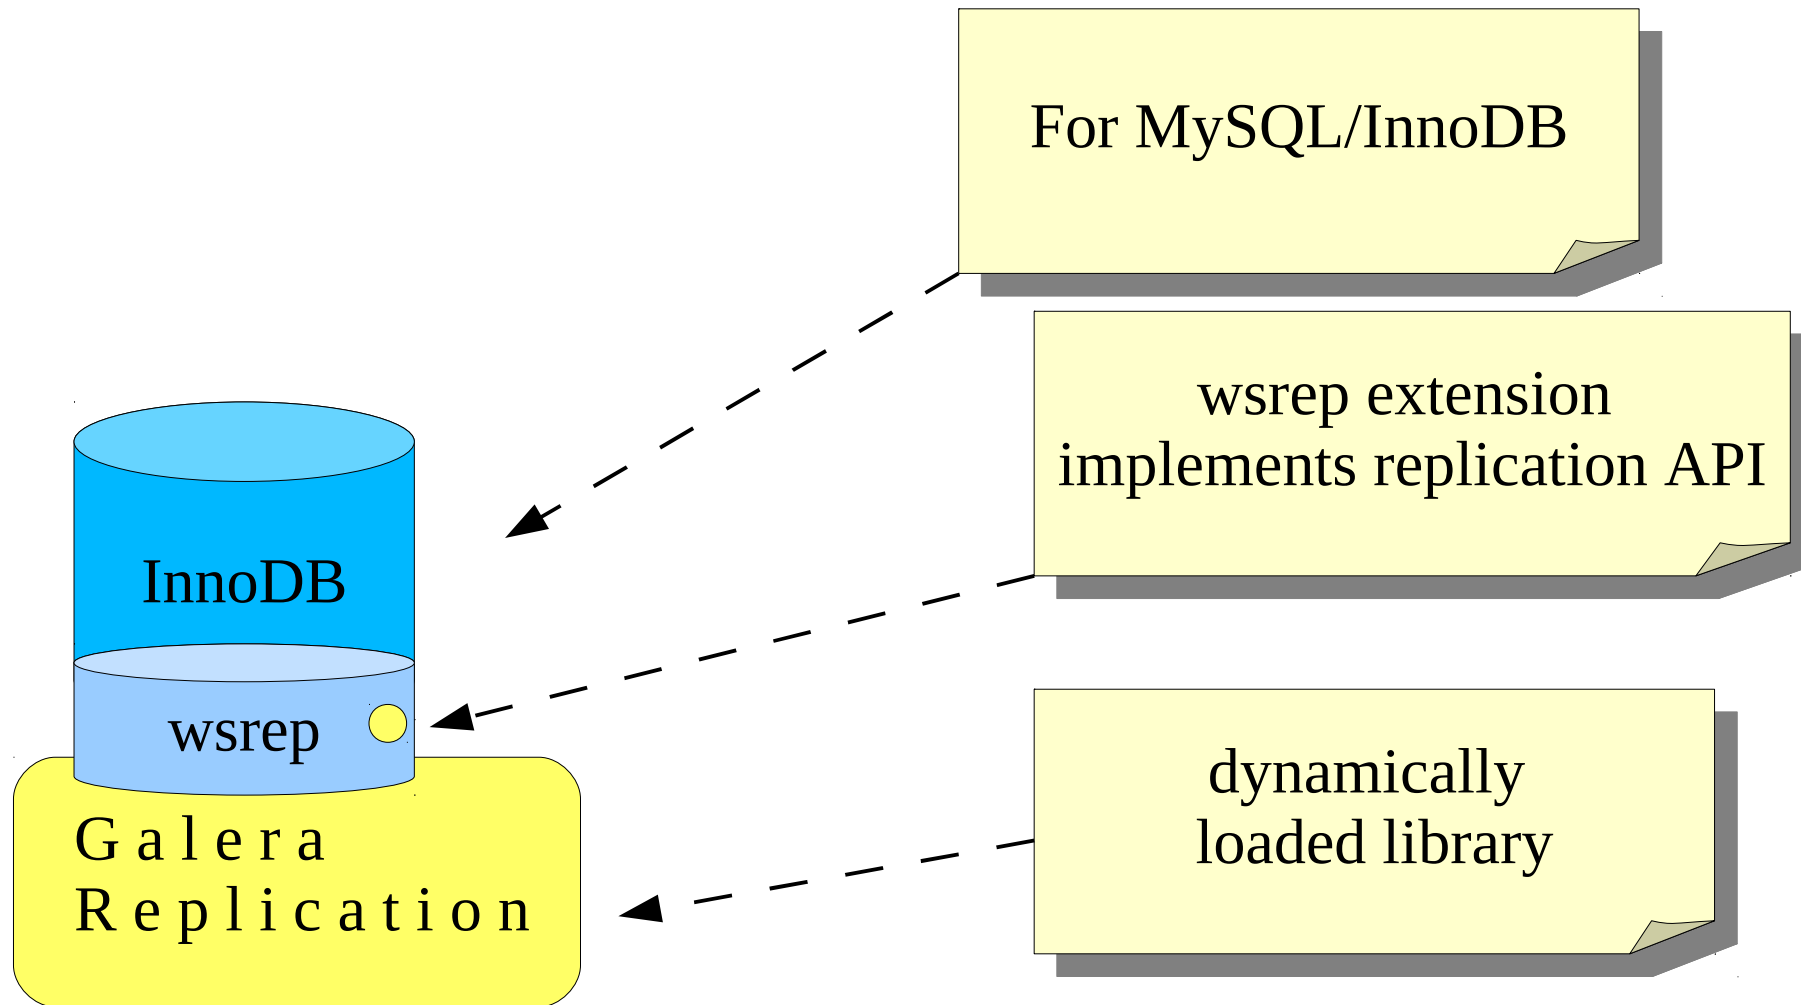 For MySQL/InnoDB
wsrep extension
implements replication API
InnoDB
wsrep
dynamically
loaded library
Galera
Replication